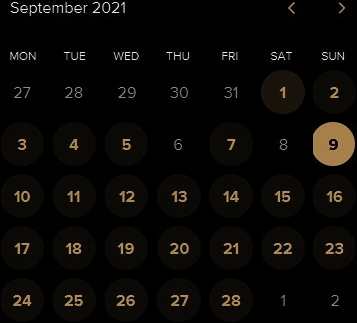 September 2021
MON TUE WED THU FRI SAT SUN
27 28 29 30 31 1 2
3 4 5 6 7 8 9
10 11 12 13 14 15 16
17 18 19 20 21 22 23
24 25 26 27 28 1 2